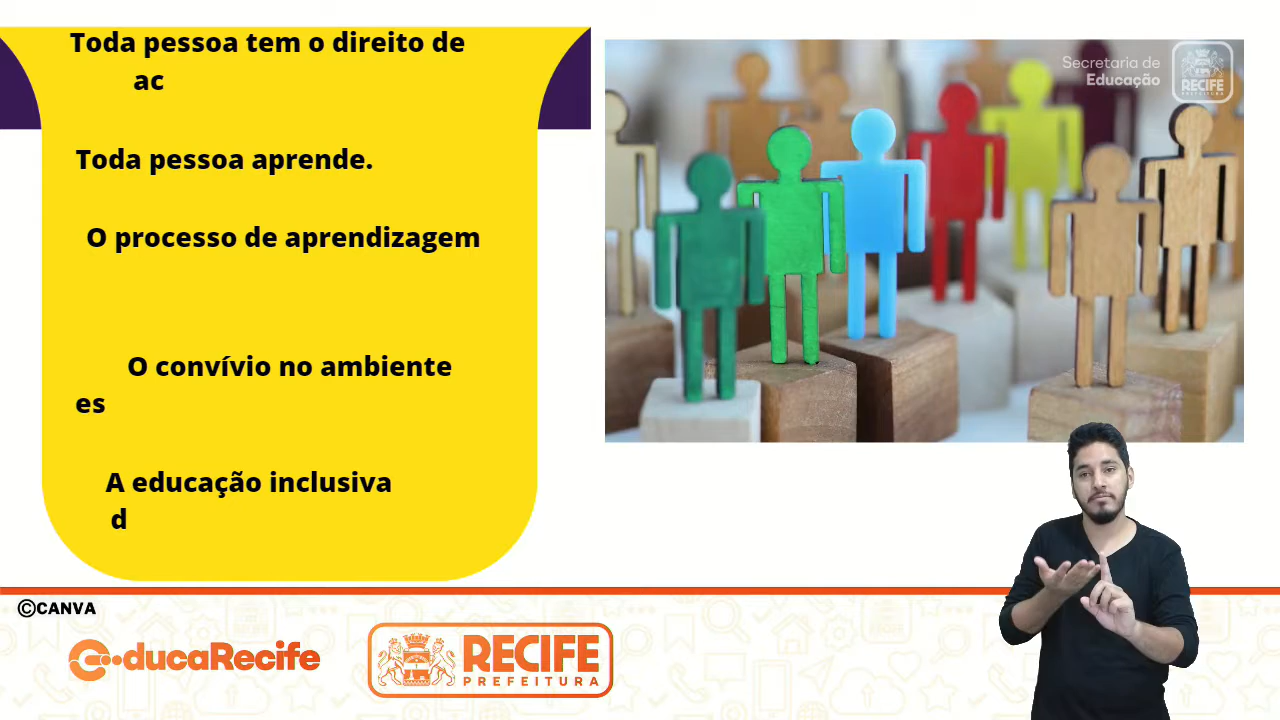 Toda pessoa tem o direito de
ac
Toda pessoa aprende.
O processo de aprendizagem
O convívio no ambiente
es
A educação inclusiva
d
Secretaria de
Educação
RECIFE
PREFEITURA
©CANVA
educaRecife
RECIFE
PREFEITURA